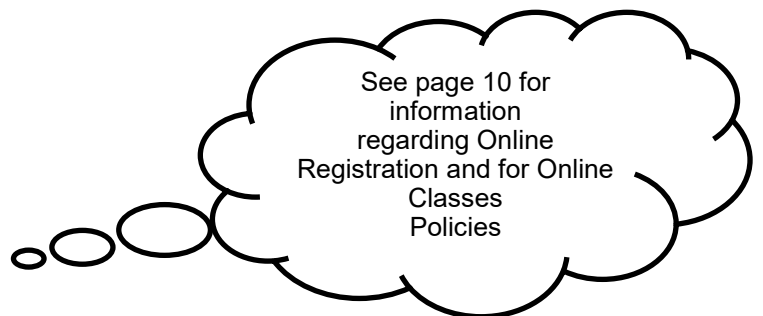 See page 10 for
information
regarding Online
Registration and for Online
Classes
Policies